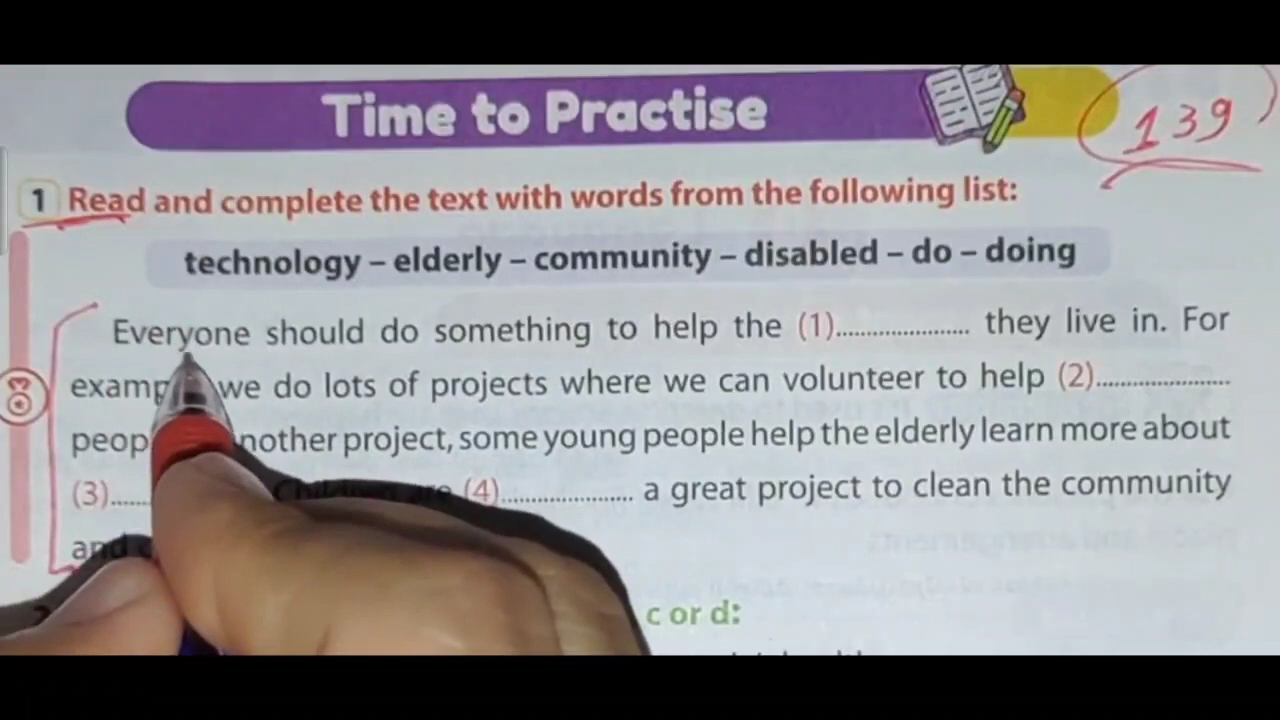 Time to Practise
139
1 Read and complete the text with words from the following list:
technology – elderly – community – disabled – do – doing
Everyone should do something to help the (1)..................... they live in. For
we do lots of projects where we can volunteer to help (2).....................
project, some young people help the elderly learn more about
(3)...... (4)..................... a great project to clean the community
and
c or d: